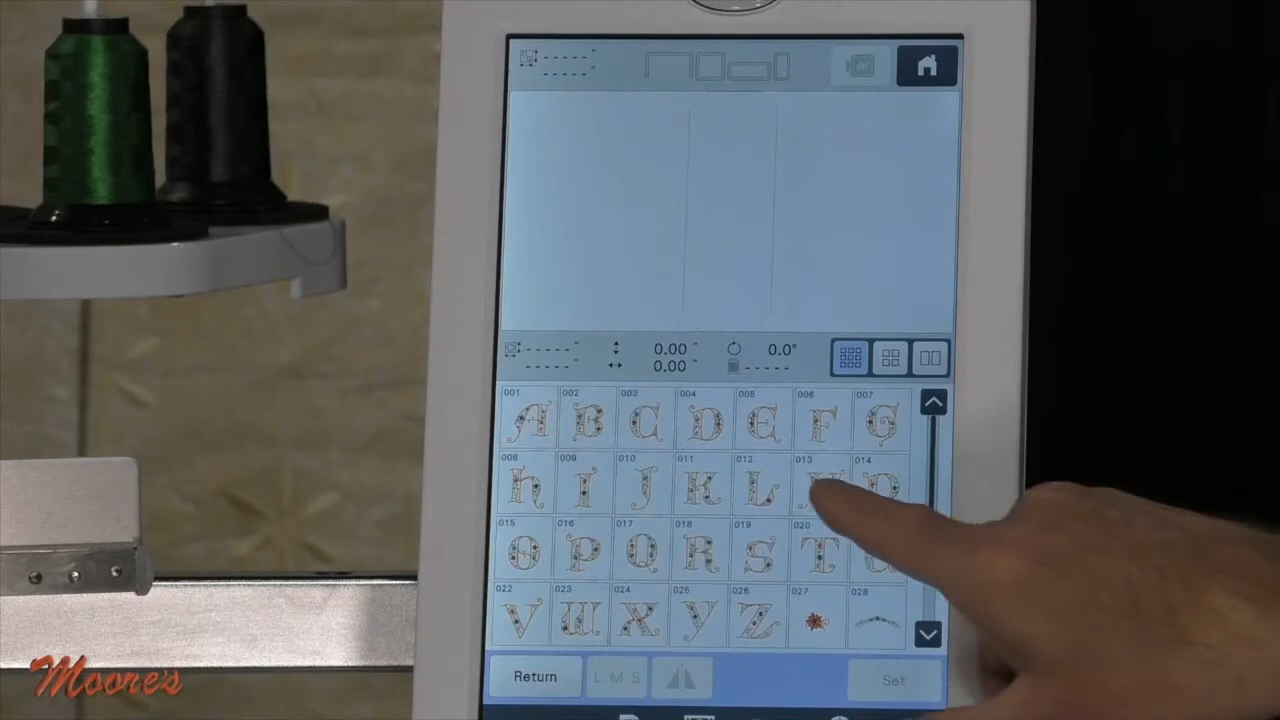 0.00 "
0.0°
0.00 "
001 002 003 004 005 006 007
A B C D E F G
008 009 010 011 012 013 014
h I J K L
015 016 017 018 019 020
O P Q R S T U
022 023 024 025 026 027 028
V W X Y Z
Return L M S Set
Moore's